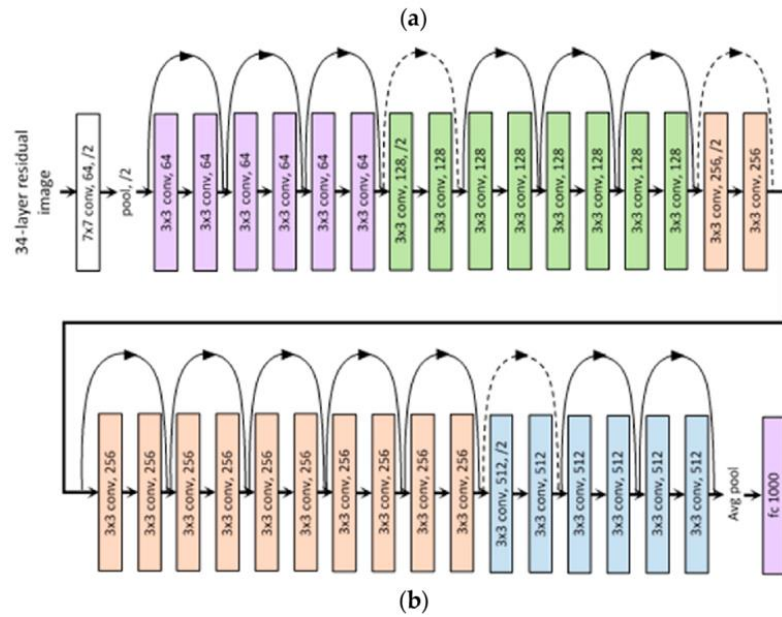 (a)
34-layer residual
image
7x7 conv, 64, /2
pool, /2
3x3 conv, 64
3x3 conv, 64
3x3 conv, 64
3x3 conv, 64
3x3 conv, 64
3x3 conv, 64
3x3 conv, 128, /2
3x3 conv, 128
3x3 conv, 128
3x3 conv, 128
3x3 conv, 128
3x3 conv, 128
3x3 conv, 128
3x3 conv, 128
3x3 conv, 256, /2
3x3 conv, 256
3x3 conv, 256
3x3 conv, 256
3x3 conv, 256
3x3 conv, 256
3x3 conv, 256
3x3 conv, 256
3x3 conv, 256
3x3 conv, 256
3x3 conv, 256
3x3 conv, 256
3x3 conv, 512, /2
3x3 conv, 512
3x3 conv, 512
3x3 conv, 512
3x3 conv, 512
3x3 conv, 512
Avg pool
fc 1000
(b)